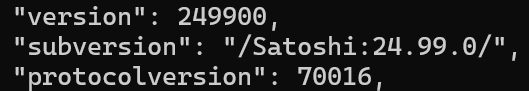 "version": 249900,
"subversion": "/Satoshi:24.99.0/",
"protocolversion": 70016,